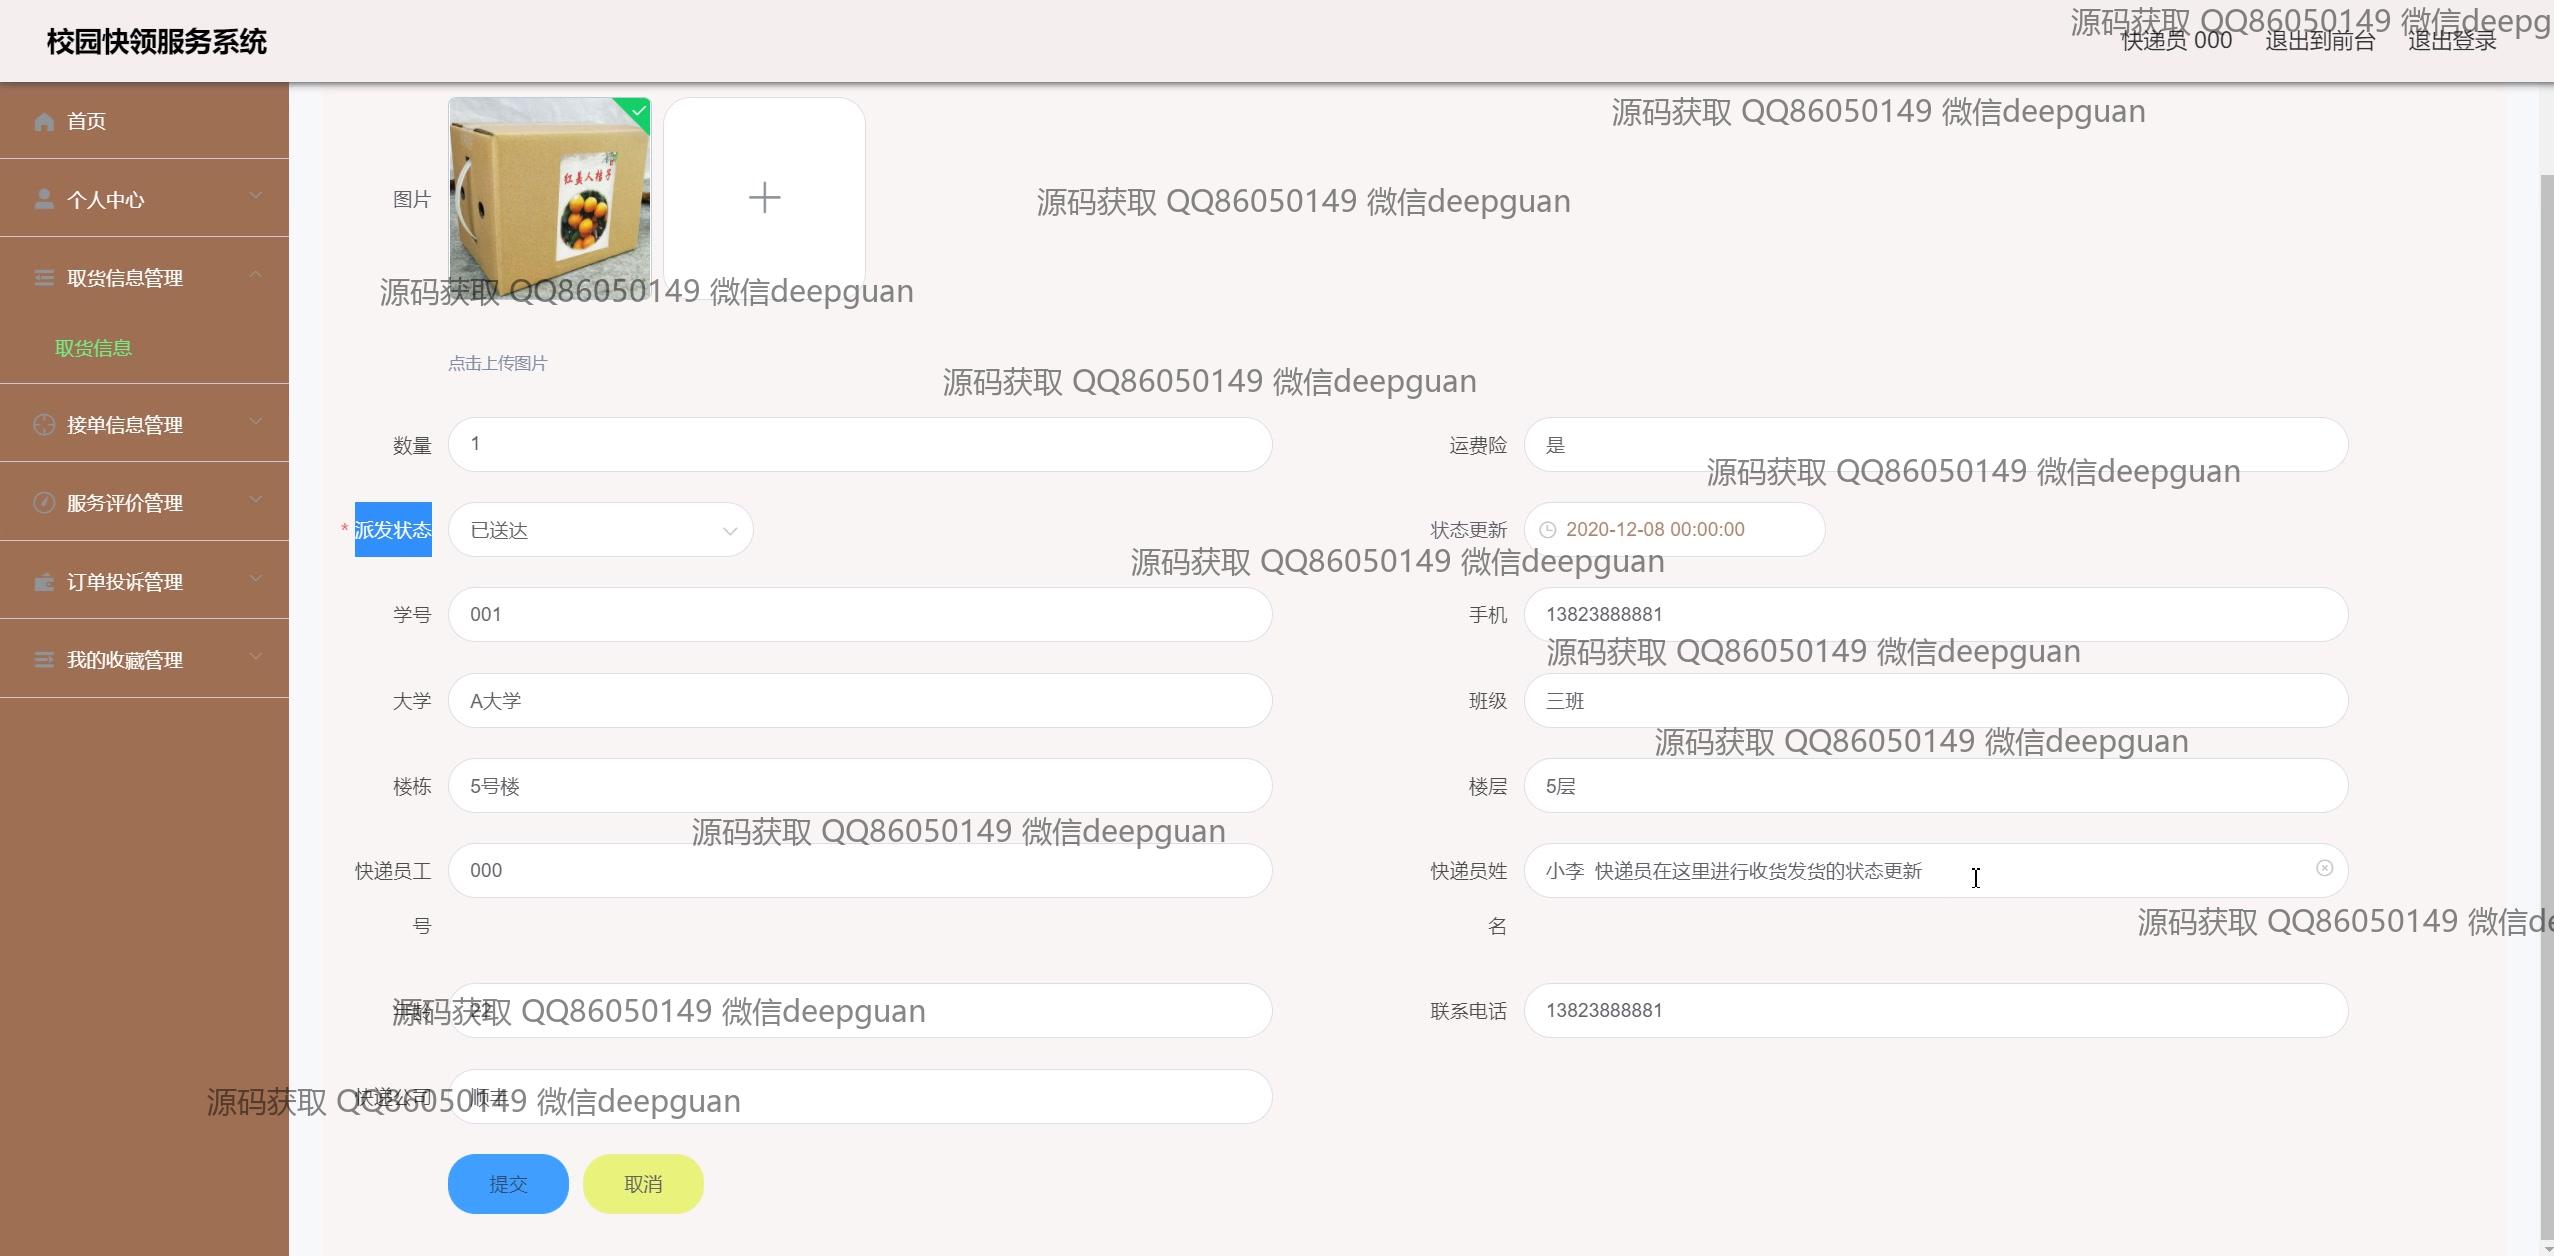 校园快领服务系统
源码获取 QQ86050149 微信deepg
快递员 000
退出到前台
退出登录
首页
个人中心
取货信息管理
取货信息
接单信息管理
服务评价管理
订单投诉管理
我的收藏管理
源码获取 QQ86050149 微信deepguan
图片
红美人桔子
源码获取 QQ86050149 微信deepguan
源码获取 QQ86050149 微信deepguan
点击上传图片
源码获取 QQ86050149 微信deepguan
数量 1
运费险 是
源码获取 QQ86050149 微信deepguan
* 派发状态 已送达
状态更新 2020-12-08 00:00:00
源码获取 QQ86050149 微信deepguan
学号 001
手机 13823888881
源码获取 QQ86050149 微信deepguan
大学 A大学
班级 三班
源码获取 QQ86050149 微信deepguan
楼栋 5号楼
楼层 5层
源码获取 QQ86050149 微信deepguan
快递员工号 000
快递员姓名 小李 快递员在这里进行收货发货的状态更新
源码获取 QQ86050149 微信de
年龄 22
源码获取 QQ86050149 微信deepguan
联系电话 13823888881
快递公司 顺丰
源码获取 QQ86050149 微信deepguan
提交
取消